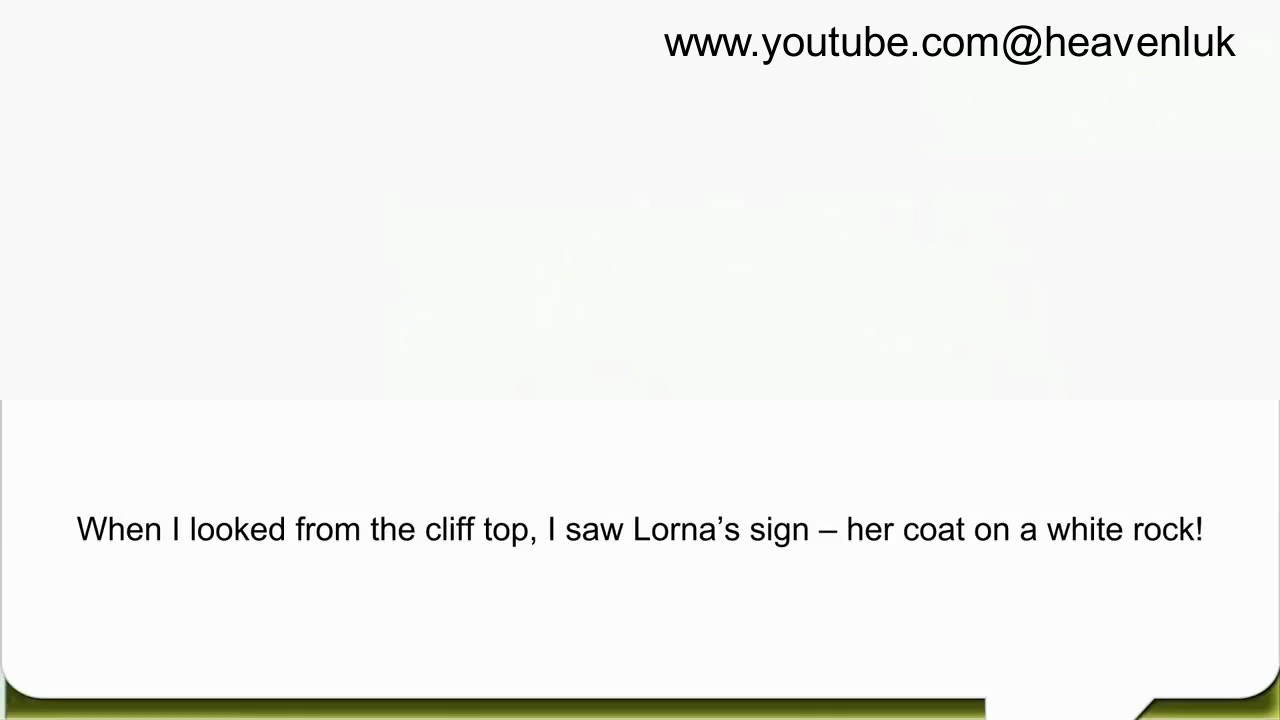 www.youtube.com@heavenluk
When I looked from the cliff top, I saw Lorna’s sign – her coat on a white rock!